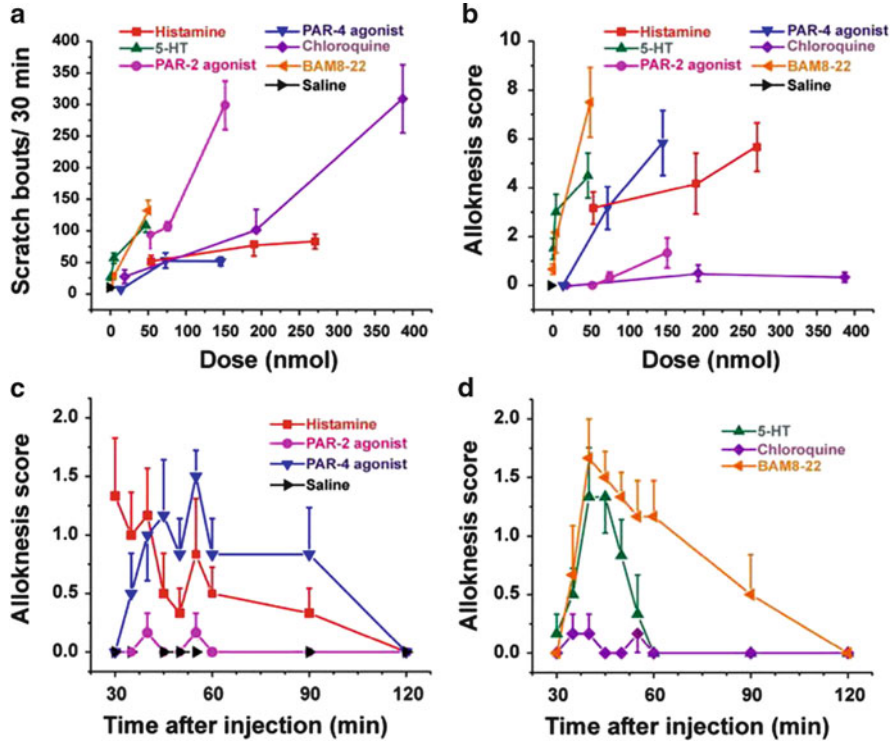 a
Scratch bouts/ 30 min
400
350
300
250
200
150
100
50
0
Histamine
5-HT
PAR-2 agonist
PAR-4 agonist
Chloroquine
BAM8-22
Saline
0 50 100 150 200 250 300 350 400
Dose (nmol)
b
Alloknesis score
10
8
6
4
2
0
Histamine
5-HT
PAR-2 agonist
PAR-4 agonist
Chloroquine
BAM8-22
Saline
0 50 100 150 200 250 300 350 400
Dose (nmol)
c
Alloknesis score
2.0
1.5
1.0
0.5
0.0
Histamine
PAR-2 agonist
PAR-4 agonist
Saline
30 60 90 120
Time after injection (min)
d
Alloknesis score
2.0
1.5
1.0
0.5
0.0
5-HT
Chloroquine
BAM8-22
30 60 90 120
Time after injection (min)